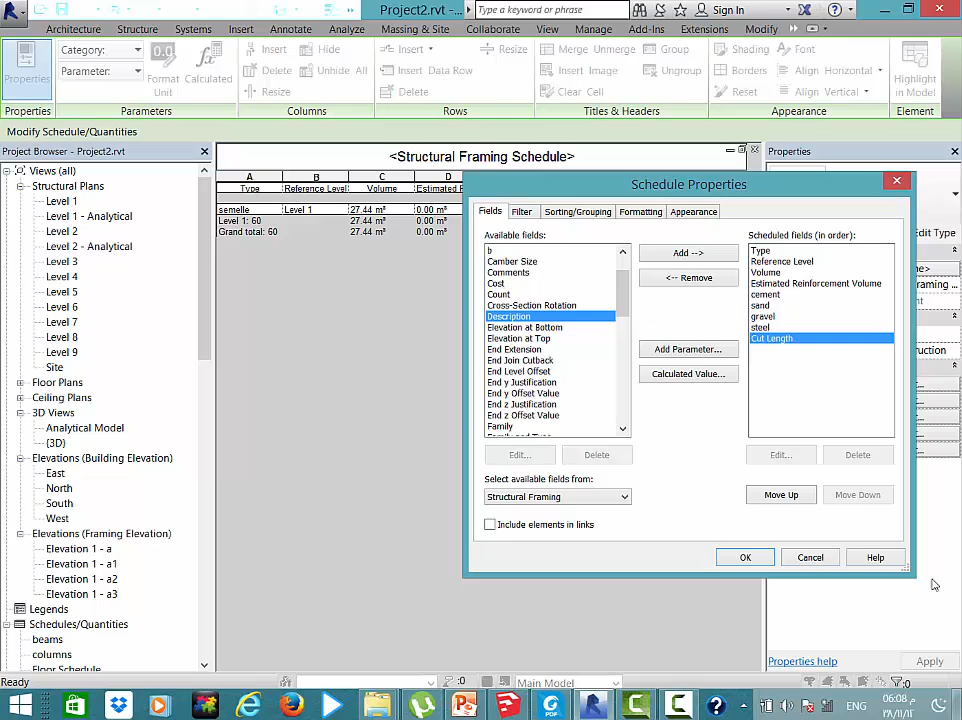 Project2.rvt -...
Type a keyword or phrase
Sign In
Architecture Structure Systems Insert Annotate Analyze Massing & Site Collaborate View Manage Add-Ins Extensions Modify
Properties
Category:
Parameter:
Format Unit
Calculated
Insert Hide
Delete Unhide All
Resize
Insert Resize
Insert Data Row
Delete
Merge Unmerge Group
Insert Image Ungroup
Clear Cell
Shading Font
Borders Align Horizontal
Reset Align Vertical
Highlight in Model
Properties Parameters Columns Rows Titles & Headers Appearance Element
Modify Schedule/Quantities
Project Browser - Project2.rvt
Views (all)
Structural Plans
Level 1
Level 1 - Analytical
Level 2
Level 2 - Analytical
Level 3
Level 4
Level 5
Level 6
Level 7
Level 8
Level 9
Site
Floor Plans
Ceiling Plans
3D Views
Analytical Model
{3D}
Elevations (Building Elevation)
East
North
South
West
Elevations (Framing Elevation)
Elevation 1 - a
Elevation 1 - a1
Elevation 1 - a2
Elevation 1 - a3
Legends
Schedules/Quantities
beams
columns
Floor Schedule
<Structural Framing Schedule>
A B C D
Type Reference Level Volume Estimated R
semelle Level 1 27.44 m³ 0.00 m³
Level 1: 60 27.44 m³ 0.00 m³
Grand total: 60 27.44 m³ 0.00 m³
Properties
Edit Type
Schedule Properties
Fields Filter Sorting/Grouping Formatting Appearance
Available fields:
b
Camber Size
Comments
Cost
Count
Cross-Section Rotation
Description
Elevation at Bottom
Elevation at Top
End Extension
End Join Cutback
End Level Offset
End y Justification
End y Offset Value
End z Justification
End z Offset Value
Family
Family and Type
Add -->
<-- Remove
Add Parameter...
Calculated Value...
Scheduled fields (in order):
Type
Reference Level
Volume
Estimated Reinforcement Volume
cement
sand
gravel
steel
Cut Length
Edit... Delete
Edit... Delete
Select available fields from:
Structural Framing
Move Up Move Down
Include elements in links
OK Cancel Help
Properties help Apply
Ready
:0
Main Model
:0
ENG
06:08 م